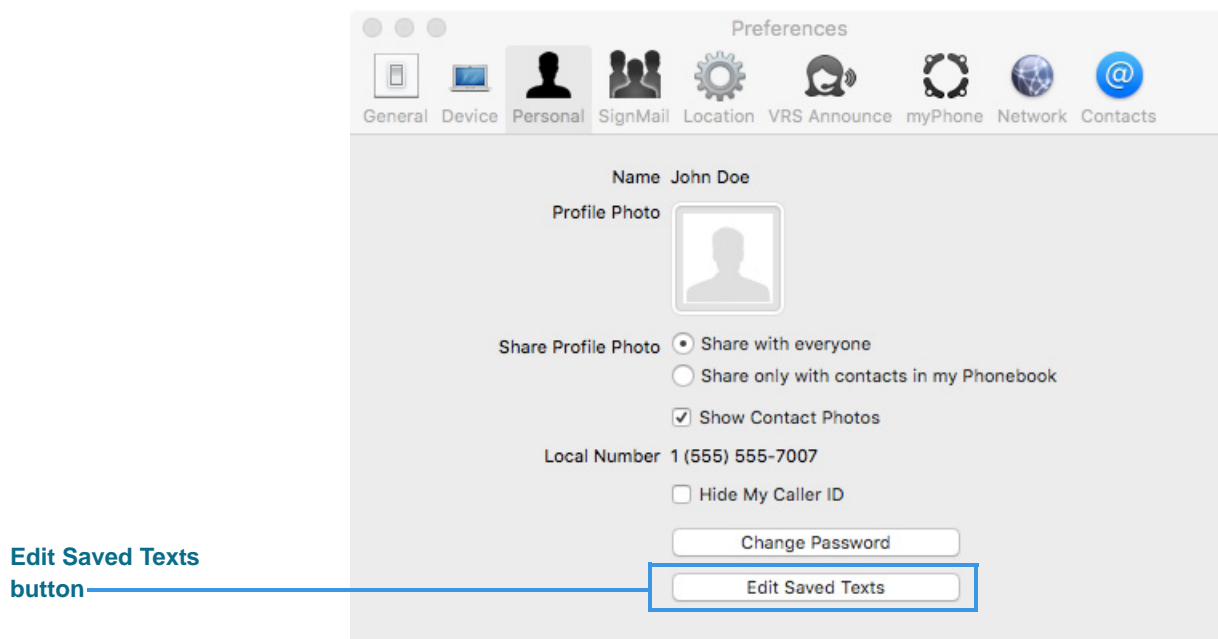 Preferences
General Device Personal SignMail Location VRS Announce myPhone Network Contacts
Name John Doe
Profile Photo
Share Profile Photo Share with everyone
Share only with contacts in my Phonebook
Show Contact Photos
Local Number 1 (555) 555-7007
Hide My Caller ID
Change Password
Edit Saved Texts
button
Edit Saved Texts